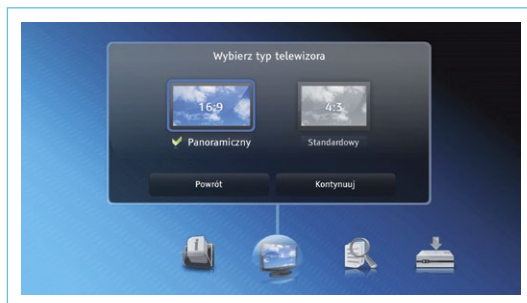 Wybierz typ telewizora
16:9
4:3
Panoramiczny
Standardowy
Powrót
Kontynuuj